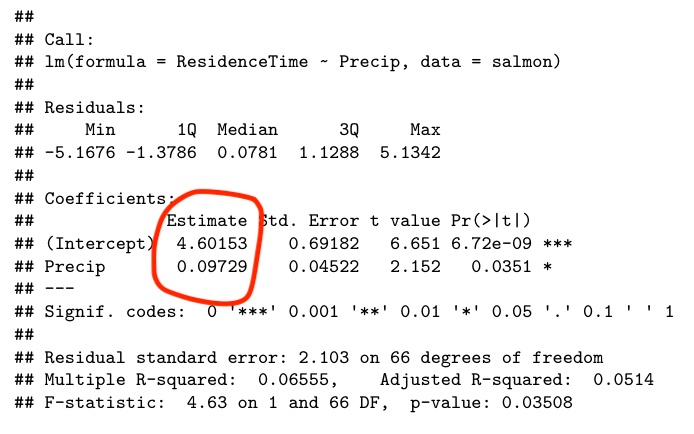 ##
## Call:
## lm(formula = ResidenceTime ~ Precip, data = salmon)
##
## Residuals:
##     Min      1Q  Median      3Q     Max
## -5.1676 -1.3786  0.0781  1.1288  5.1342
##
## Coefficients:
##             Estimate Std. Error t value Pr(>|t|)
## (Intercept)  4.60153    0.69182   6.651 6.72e-09 ***
## Precip       0.09729    0.04522   2.152   0.0351 *
## ---
## Signif. codes:  0 '***' 0.001 '**' 0.01 '*' 0.05 '.' 0.1 ' ' 1
##
## Residual standard error: 2.103 on 66 degrees of freedom
## Multiple R-squared:  0.06555,    Adjusted R-squared:  0.0514
## F-statistic:  4.63 on 1 and 66 DF,  p-value: 0.03508